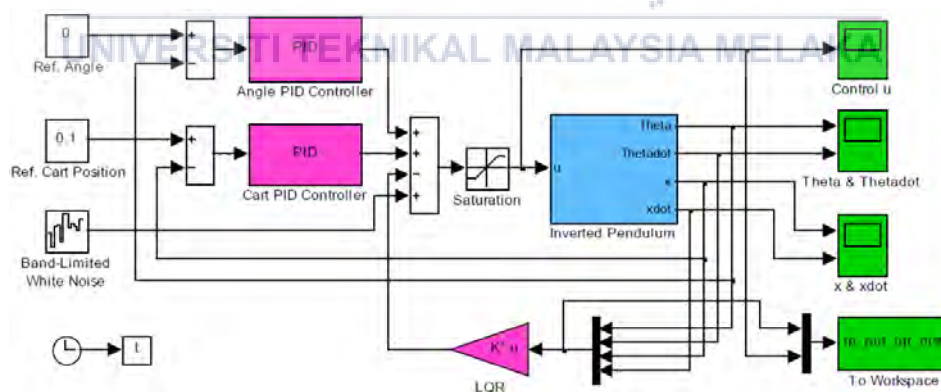 0
Ref. Angle
UNIVERSITI TEKNIKAL MALAYSIA MELAKA
PID
Angle PID Controller
Control u
0.1
Ref. Cart Position
PID
Cart PID Controller
Saturation
u
Theta
Thetadot
x
xdot
Inverted Pendulum
Theta & Thetadot
x & xdot
Band-Limited
White Noise
t
K* u
LQR
To Workspace